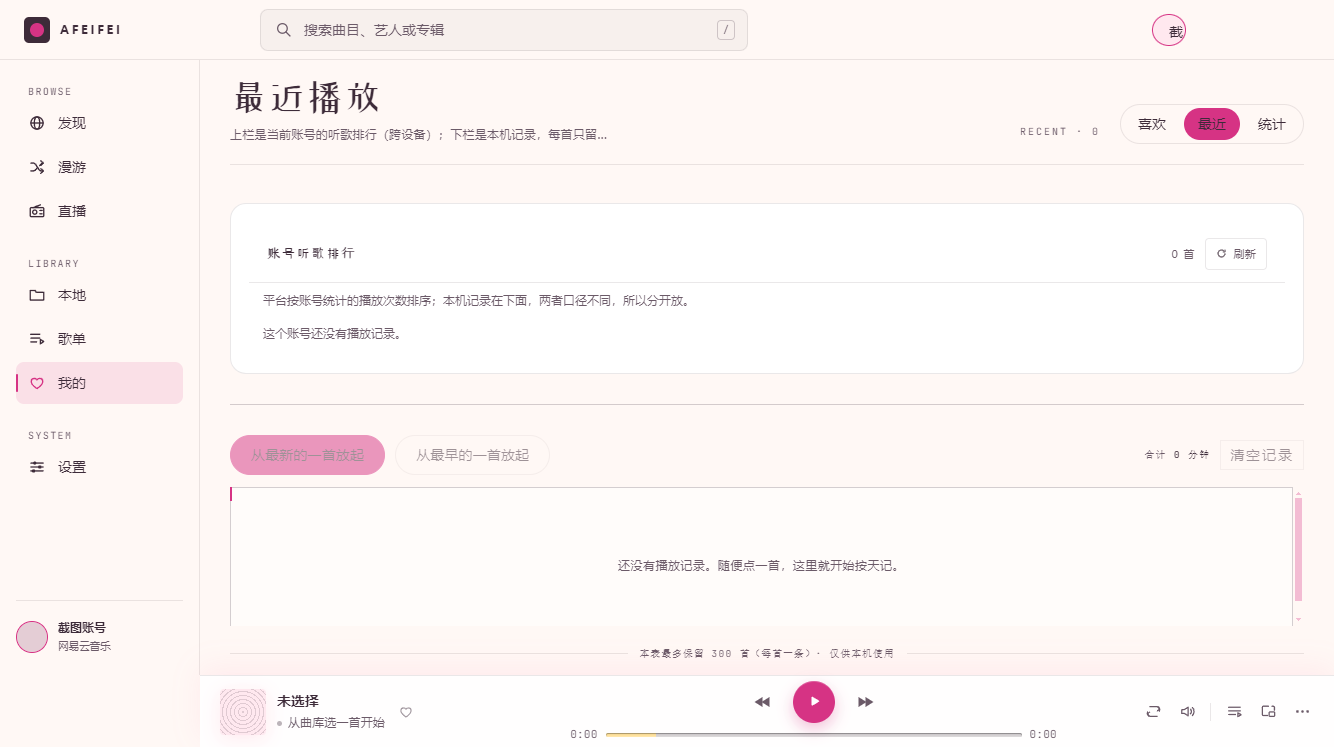 AFEIFEI
搜索曲目、艺人或专辑
/
截
BROWSE
发现
漫游
直播
LIBRARY
本地
歌单
我的
SYSTEM
设置
截图账号
网易云音乐
最近播放
上栏是当前账号的听歌排行（跨设备）；下栏是本机记录，每首只留…
RECENT · 0
喜欢
最近
统计
账号听歌排行
0 首
刷新
平台按账号统计的播放次数排序；本机记录在下面，两者口径不同，所以分开放。
这个账号还没有播放记录。
从最新的一首放起
从最早的一首放起
合计 0 分钟
清空记录
还没有播放记录。随便点一首，这里就开始按天记。
本表最多保留 300 首（每首一条）· 仅供本机使用
未选择
从曲库选一首开始
0:00
0:00